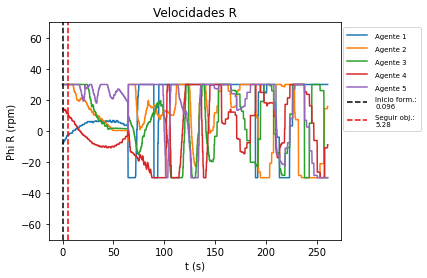 Velocidades R
Phi R (rpm)
60
40
20
0
−20
−40
−60
0
50
100
150
200
250
t (s)
Agente 1
Agente 2
Agente 3
Agente 4
Agente 5
Inicio form.:
0.096
Seguir obj.:
5.28